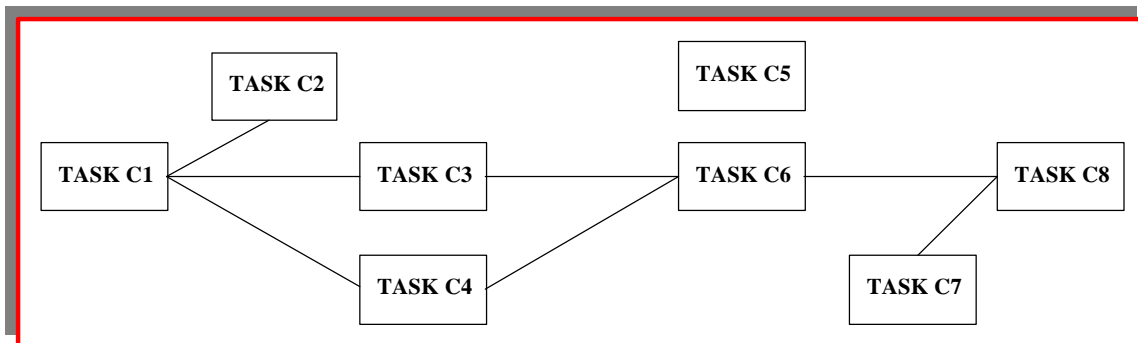 TASK C5
TASK C2
TASK C1
TASK C3
TASK C6
TASK C8
TASK C4
TASK C7